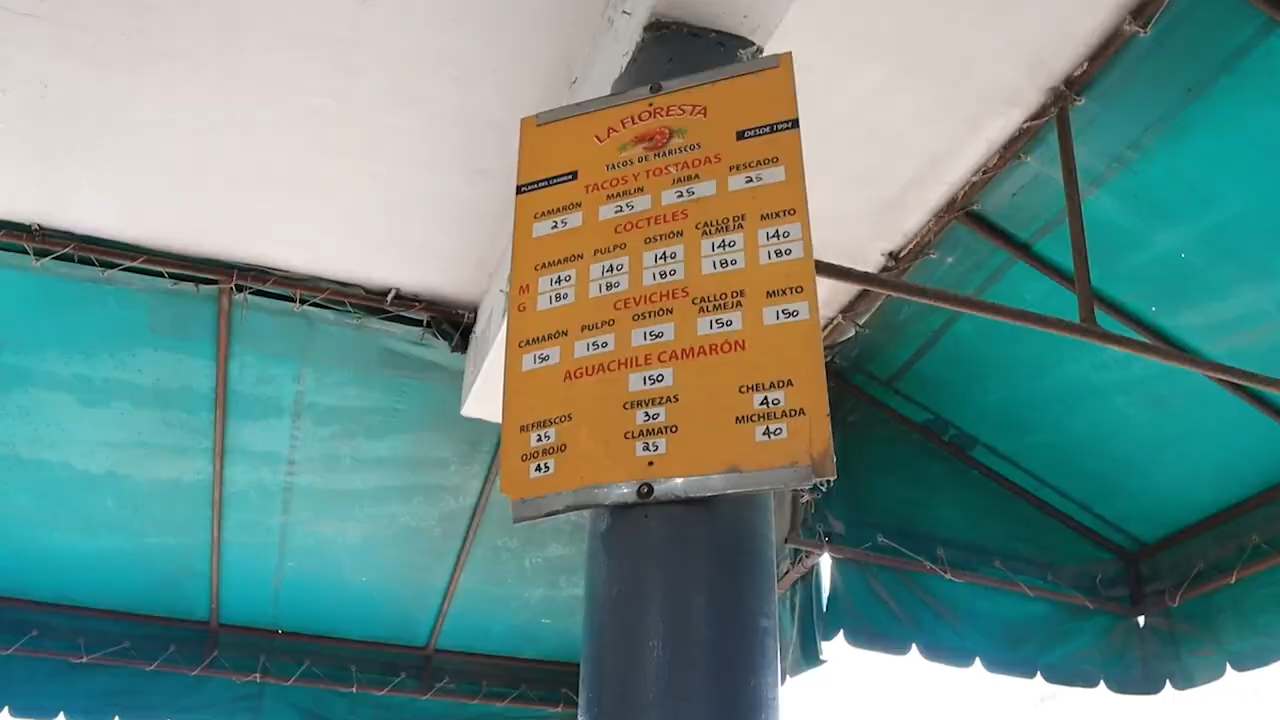 LA FLORESTA
DESDE 1994
TACOS DE MARISCOS
PLAYA DEL CARMEN
TACOS Y TOSTADAS
CAMARÓN MARLIN JAIBA PESCADO
25 25 25 25
COCTELES
CAMARÓN PULPO OSTIÓN CALLO DE ALMEJA MIXTO
M 140 140 140 140 140
G 180 180 180 180 180
CEVICHES
CAMARÓN PULPO OSTIÓN CALLO DE ALMEJA MIXTO
150 150 150 150 150
AGUACHILE CAMARÓN
150
REFRESCOS CERVEZAS CHELADA
25 30 40
OJO ROJO CLAMATO MICHELADA
45 25 40